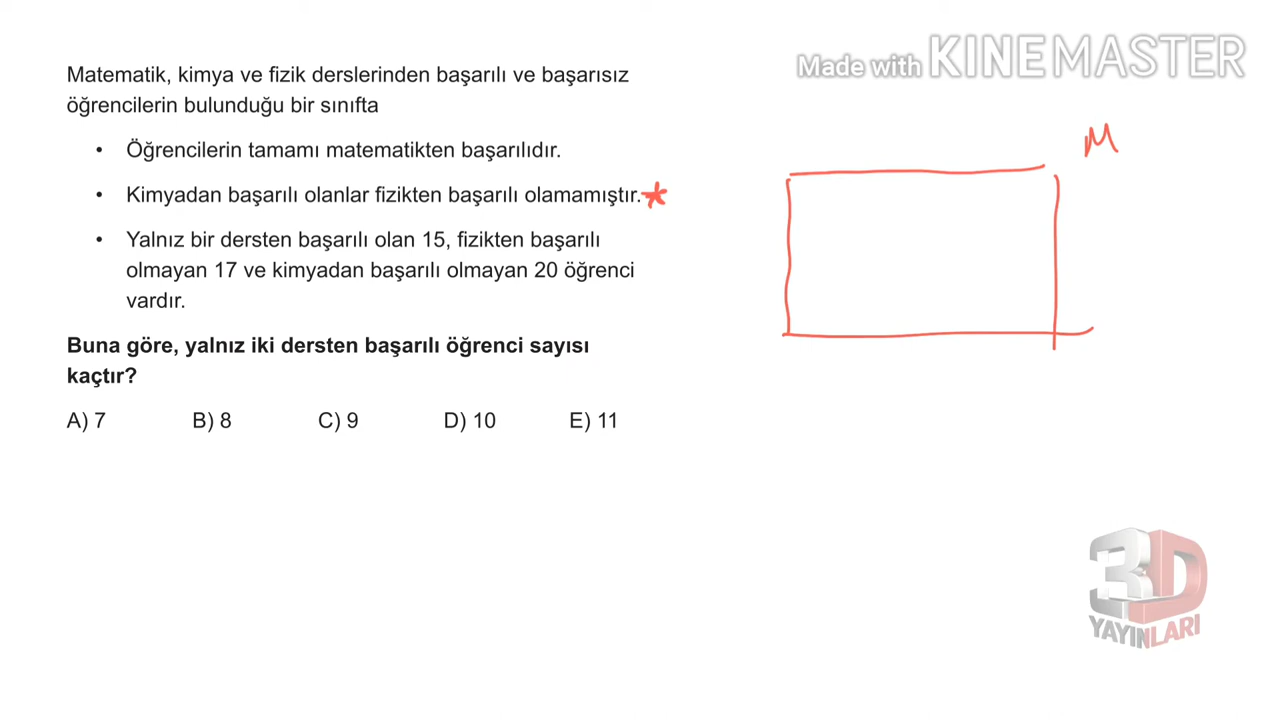 Made with KINEMASTER
Matematik, kimya ve fizik derslerinden başarılı ve başarısız
öğrencilerin bulunduğu bir sınıfta
• Öğrencilerin tamamı matematikten başarılıdır.
• Kimyadan başarılı olanlar fizikten başarılı olamamıştır.
• Yalnız bir dersten başarılı olan 15, fizikten başarılı
olmayan 17 ve kimyadan başarılı olmayan 20 öğrenci
vardır.
Buna göre, yalnız iki dersten başarılı öğrenci sayısı
kaçtır?
A) 7 B) 8 C) 9 D) 10 E) 11
M
3D
YAYINLARI